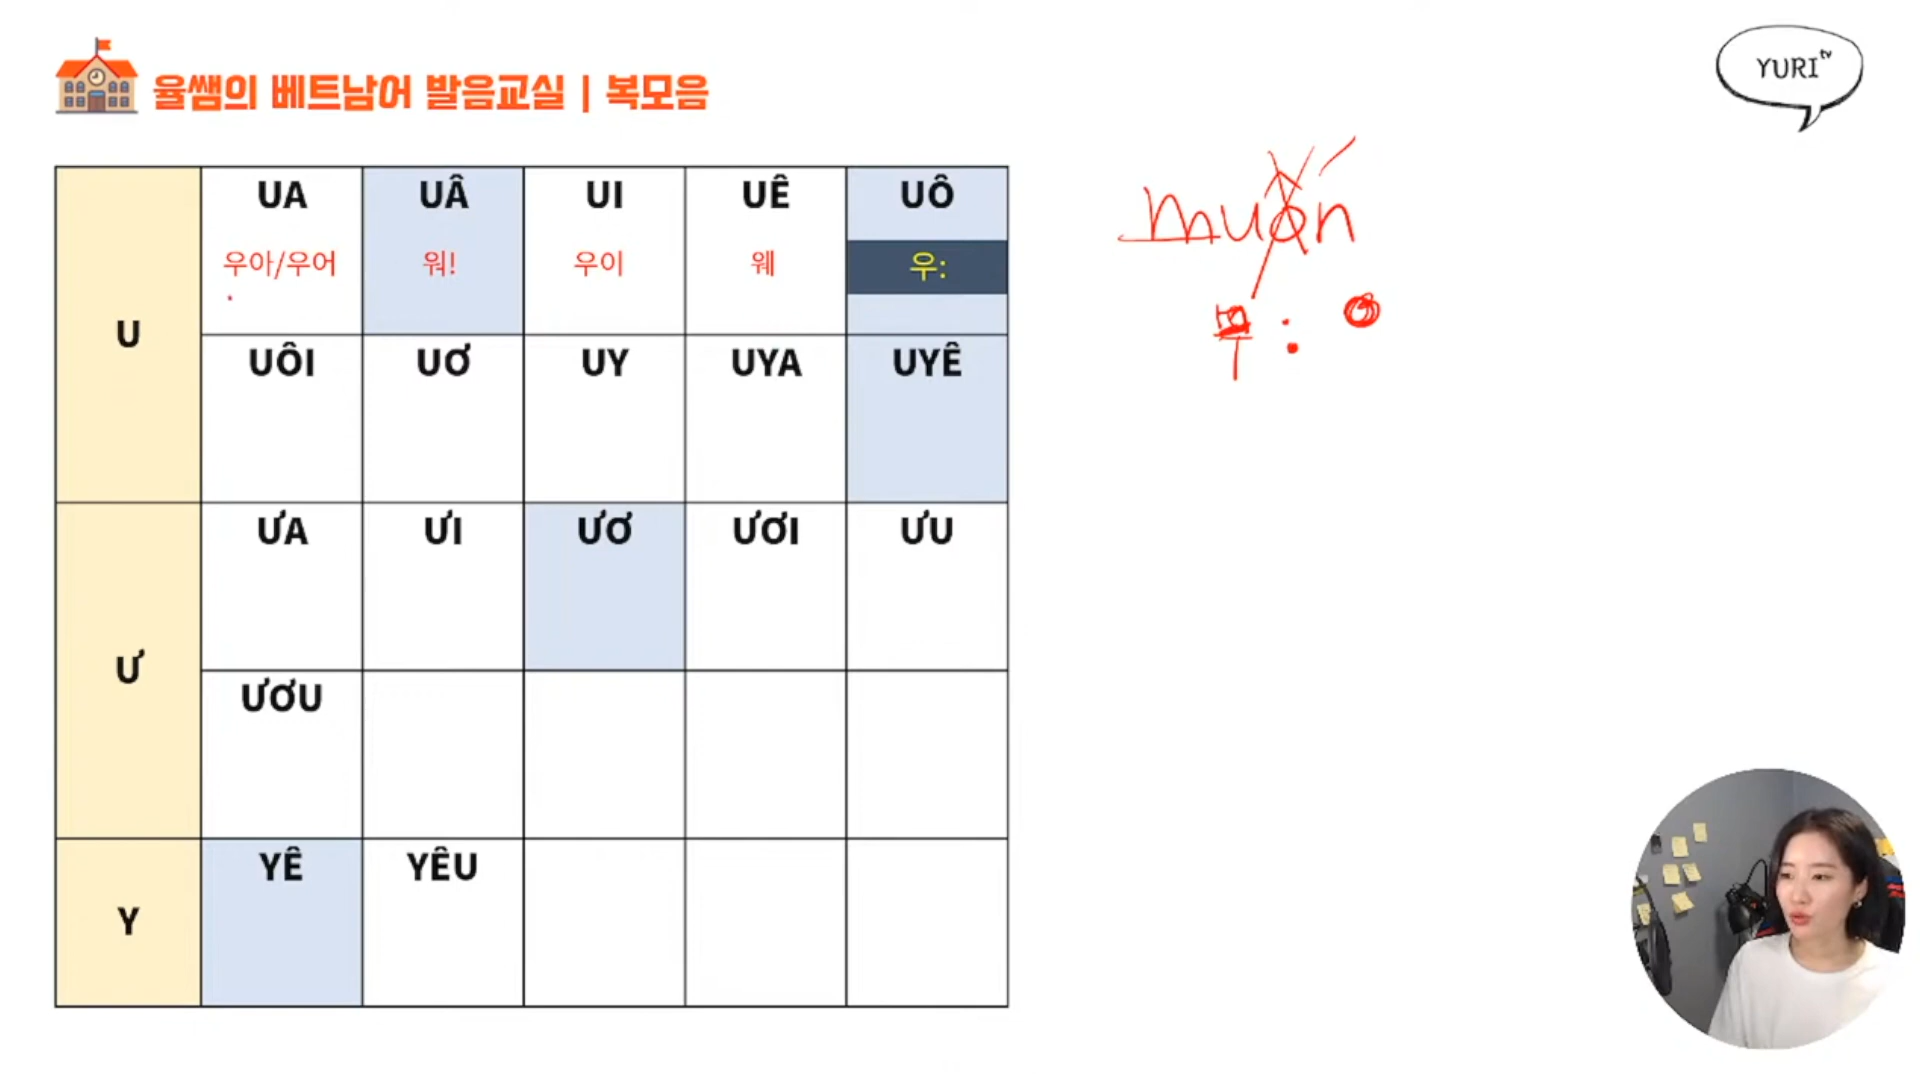 율쌤의 베트남어 발음교실 | 복모음
YURI tv
U
UA UÂ UI UÊ UÔ
우아/우어 워! 우이 웨 우:
UÔI UƠ UY UYA UYÊ
Ư
ƯA ƯI ƯƠ ƯƠI ƯU
ƯƠU
Y
YÊ YÊU
muốn
무: